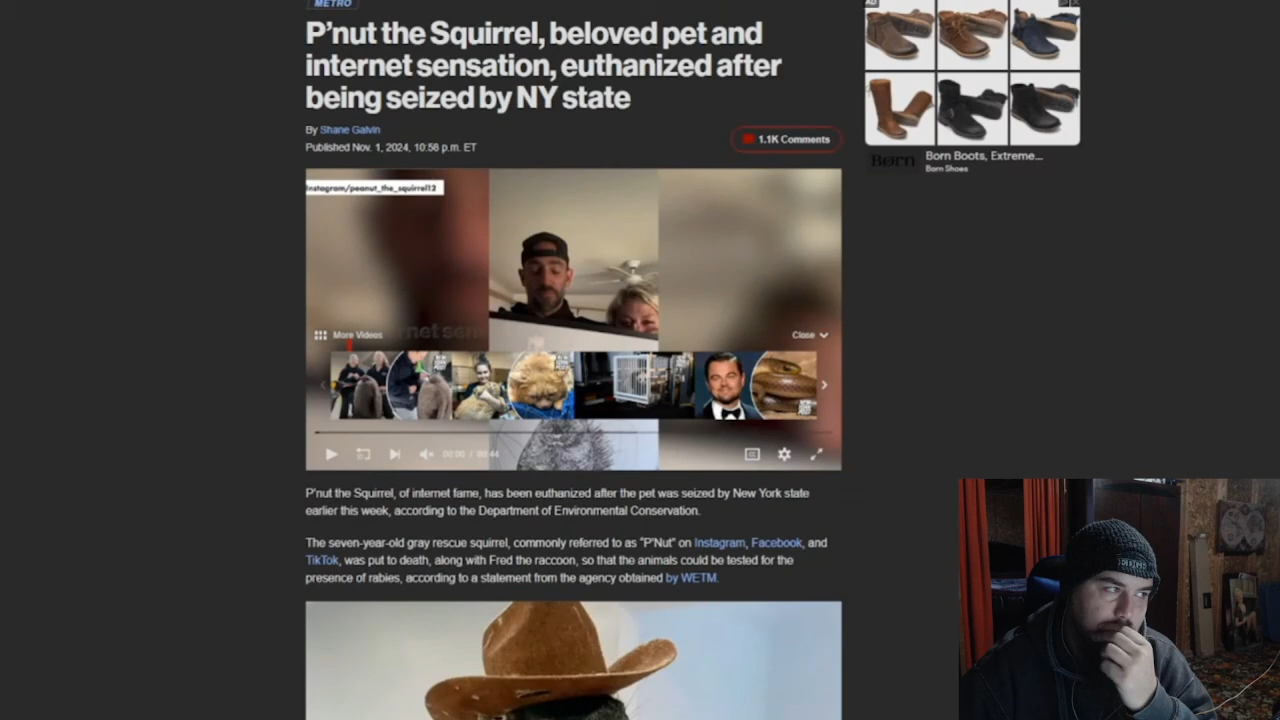 METRO
P'nut the Squirrel, beloved pet and
internet sensation, euthanized after
being seized by NY state
By Shane Galvin
Published Nov. 1, 2024, 10:58 p.m. ET
1.1K Comments
AD
Børn
Born Boots, Extreme...
Born Shoes
Instagram/peanut_the_squirrel12
More Videos
Close
00:00 / 00:44
P'nut the Squirrel, of internet fame, has been euthanized after the pet was seized by New York state
earlier this week, according to the Department of Environmental Conservation.
The seven-year-old gray rescue squirrel, commonly referred to as "P'Nut" on Instagram, Facebook, and
TikTok, was put to death, along with Fred the raccoon, so that the animals could be tested for the
presence of rabies, according to a statement from the agency obtained by WETM.